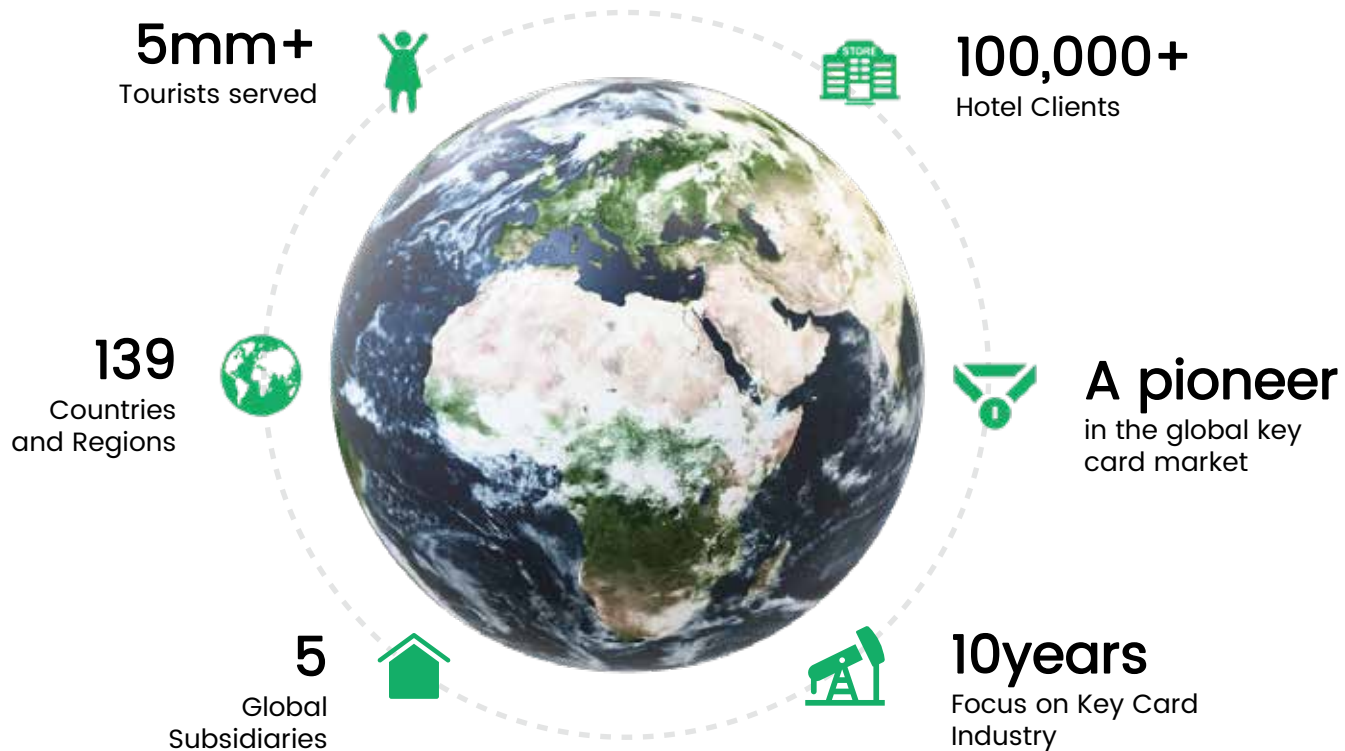 5mm+
Tourists served
STORE
100,000+
Hotel Clients
139
Countries
and Regions
1
A pioneer
in the global key
card market
5
Global
Subsidiaries
10years
Focus on Key Card
Industry